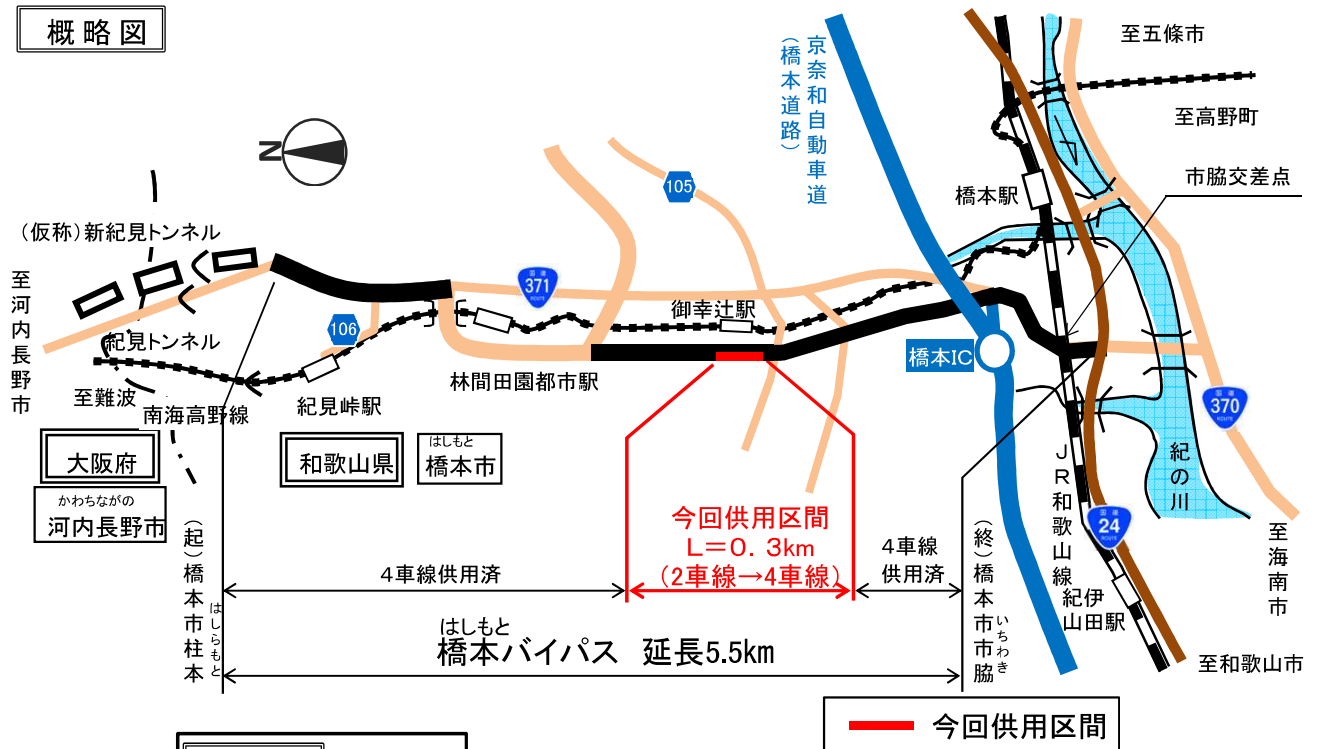 概略図
N
至五條市
至高野町
市脇交差点
京奈和自動車道
(橋本道路)
橋本駅
105
(仮称)新紀見トンネル
至河内長野市
紀見トンネル
至難波
南海高野線
106
紀見峠駅
国道
371
ROUTE
林間田園都市駅
御幸辻駅
橋本IC
国道
370
ROUTE
紀の川
JR和歌山線
国道
24
ROUTE
紀伊
山田駅
至海南市
至和歌山市
大阪府
かわちながの
河内長野市
和歌山県
はしもと
橋本市
(起)橋本市柱本
はしらもと
4車線供用済
今回供用区間
L=0.3km
(2車線→4車線)
4車線
供用済
(終)橋本市市脇
いちわき
はしもと
橋本バイパス 延長5.5km
今回供用区間